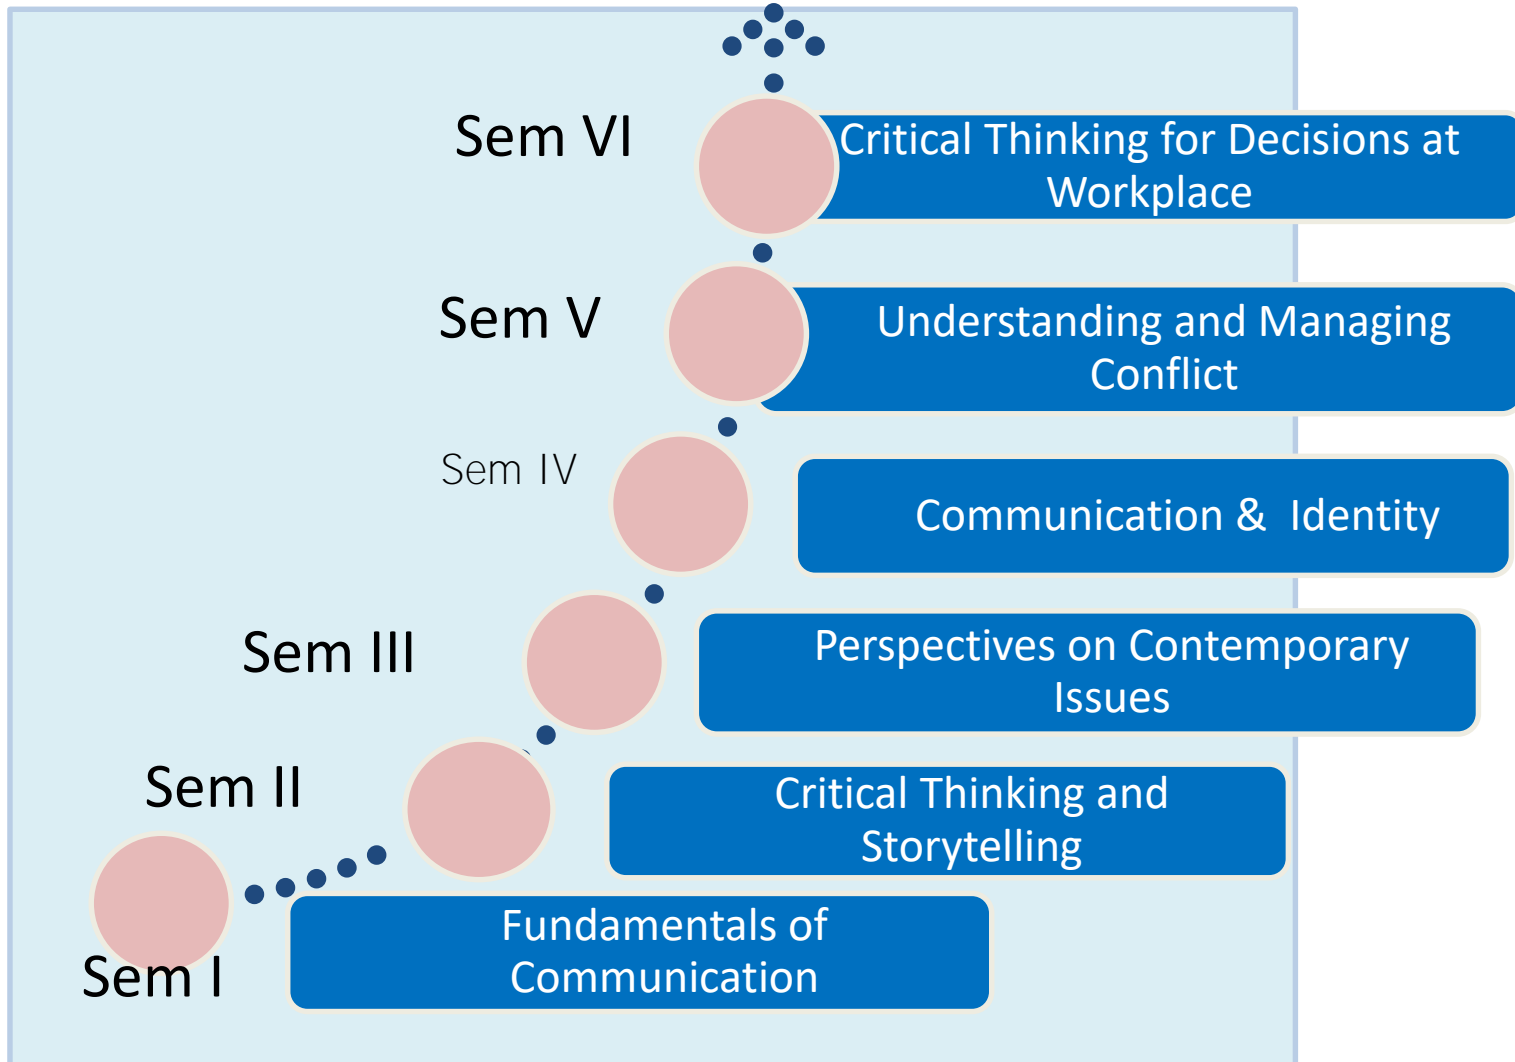 Sem VI
Critical Thinking for Decisions at
Workplace
Sem V
Understanding and Managing
Conflict
Sem IV
Communication & Identity
Sem III
Perspectives on Contemporary
Issues
Sem II
Critical Thinking and
Storytelling
Sem I
Fundamentals of
Communication